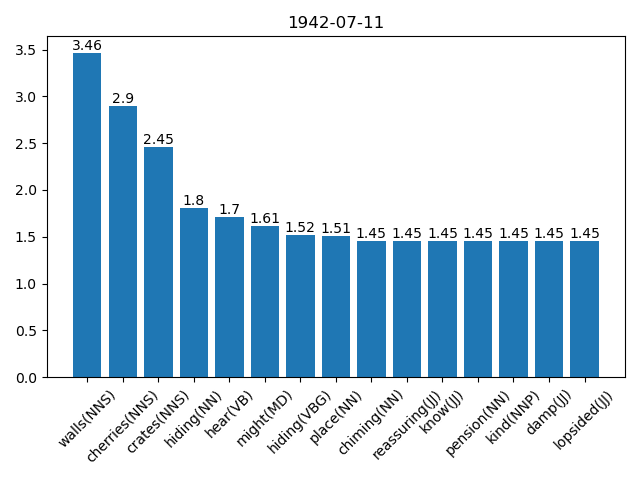 1942-07-11
3.5
3.0
2.5
2.0
1.5
1.0
0.5
0.0
3.46
2.9
2.45
1.8
1.7
1.61
1.52
1.51
1.45
1.45
1.45
1.45
1.45
1.45
1.45
walls(NNS)
cherries(NNS)
crates(NNS)
hiding(NN)
hear(VB)
might(MD)
hiding(VBG)
place(NN)
chiming(NN)
reassuring(JJ)
know(JJ)
pension(NN)
kind(NNP)
damp(JJ)
lopsided(JJ)